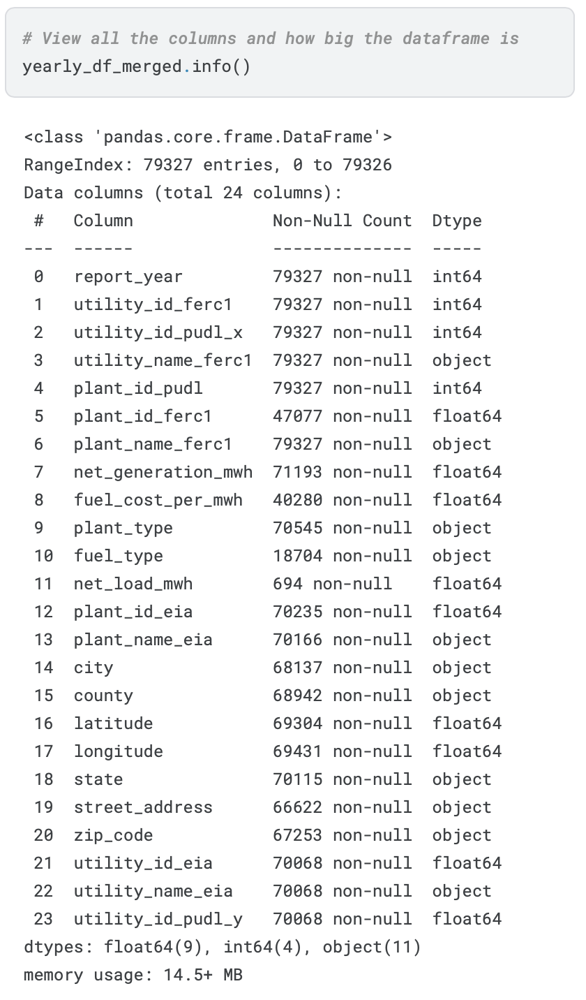 # View all the columns and how big the dataframe is
yearly_df_merged.info()
<class 'pandas.core.frame.DataFrame'>
RangeIndex: 79327 entries, 0 to 79326
Data columns (total 24 columns):
 #   Column              Non-Null Count  Dtype
---  ------              --------------  -----
 0   report_year         79327 non-null  int64
 1   utility_id_ferc1    79327 non-null  int64
 2   utility_id_pudl_x   79327 non-null  int64
 3   utility_name_ferc1  79327 non-null  object
 4   plant_id_pudl       79327 non-null  int64
 5   plant_id_ferc1      47077 non-null  float64
 6   plant_name_ferc1    79327 non-null  object
 7   net_generation_mwh  71193 non-null  float64
 8   fuel_cost_per_mwh   40280 non-null  float64
 9   plant_type          70545 non-null  object
 10  fuel_type           18704 non-null  object
 11  net_load_mwh        694 non-null    float64
 12  plant_id_eia        70235 non-null  float64
 13  plant_name_eia      70166 non-null  object
 14  city                68137 non-null  object
 15  county              68942 non-null  object
 16  latitude            69304 non-null  float64
 17  longitude           69431 non-null  float64
 18  state               70115 non-null  object
 19  street_address      66622 non-null  object
 20  zip_code            67253 non-null  object
 21  utility_id_eia      70068 non-null  float64
 22  utility_name_eia    70068 non-null  object
 23  utility_id_pudl_y   70068 non-null  float64
dtypes: float64(9), int64(4), object(11)
memory usage: 14.5+ MB